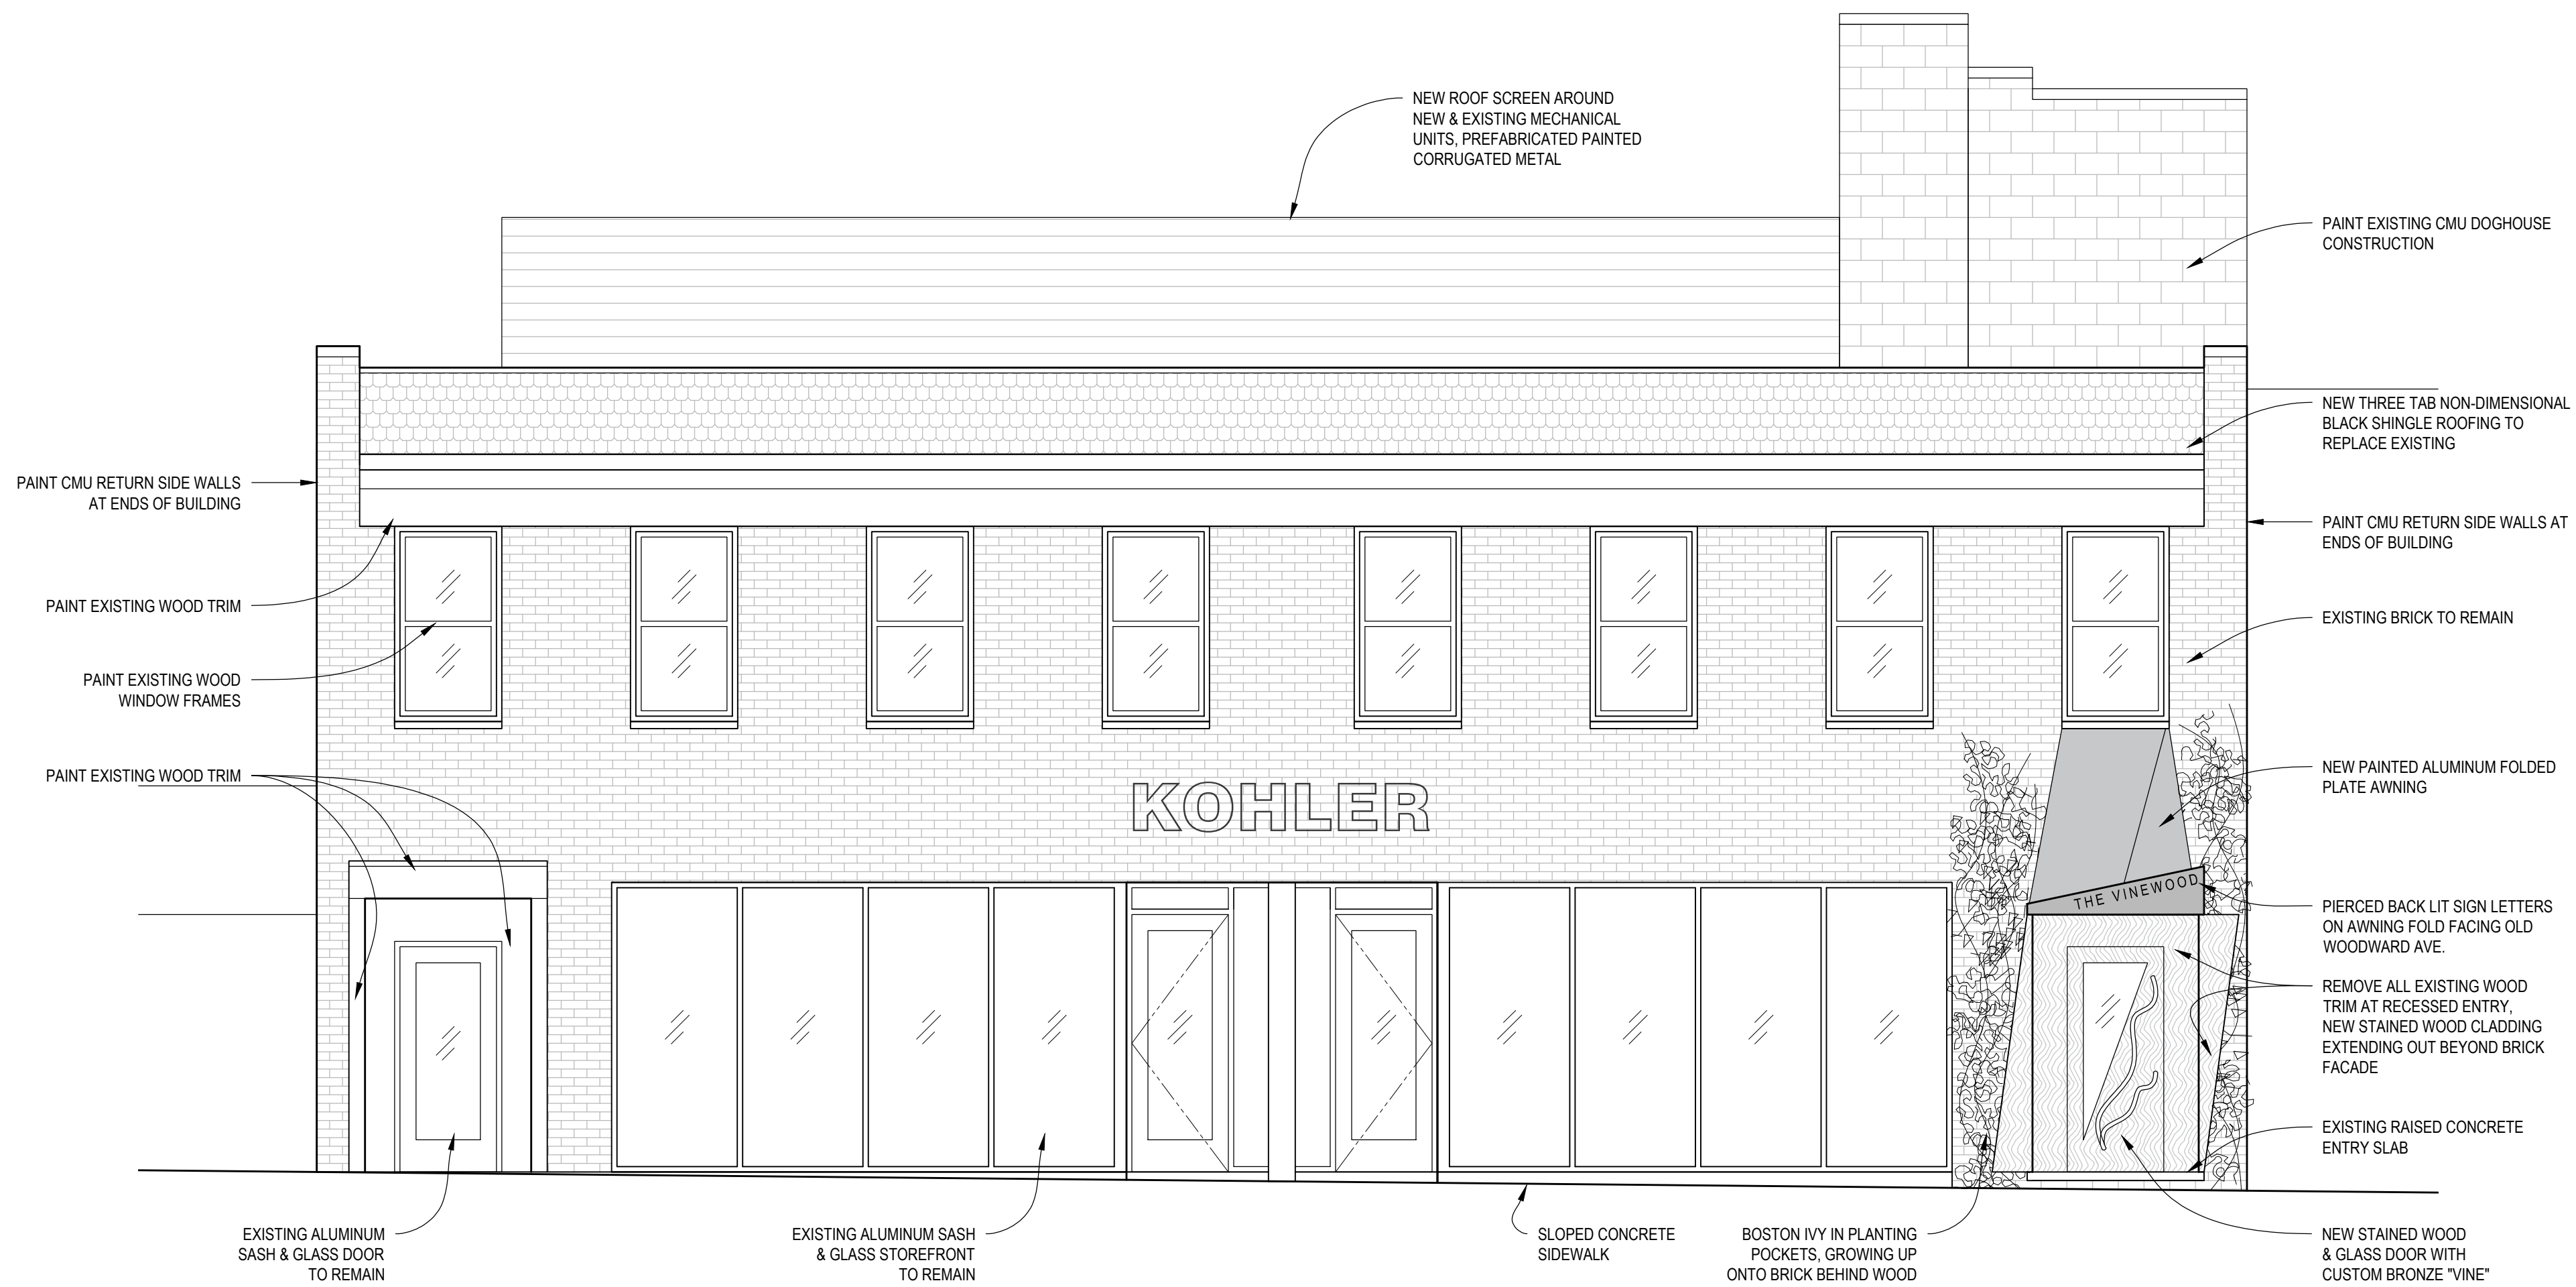 NEW ROOF SCREEN AROUND
NEW & EXISTING MECHANICAL
UNITS, PREFABRICATED PAINTED
CORRUGATED METAL
PAINT EXISTING CMU DOGHOUSE
CONSTRUCTION
NEW THREE TAB NON-DIMENSIONAL
BLACK SHINGLE ROOFING TO
REPLACE EXISTING
PAINT CMU RETURN SIDE WALLS
AT ENDS OF BUILDING
PAINT CMU RETURN SIDE WALLS AT
ENDS OF BUILDING
PAINT EXISTING WOOD TRIM
EXISTING BRICK TO REMAIN
PAINT EXISTING WOOD
WINDOW FRAMES
PAINT EXISTING WOOD TRIM
KOHLER
NEW PAINTED ALUMINUM FOLDED
PLATE AWNING
THE VINEWOOD
PIERCED BACK LIT SIGN LETTERS
ON AWNING FOLD FACING OLD
WOODWARD AVE.
REMOVE ALL EXISTING WOOD
TRIM AT RECESSED ENTRY,
NEW STAINED WOOD CLADDING
EXTENDING OUT BEYOND BRICK
FACADE
EXISTING RAISED CONCRETE
ENTRY SLAB
EXISTING ALUMINUM
SASH & GLASS DOOR
TO REMAIN
EXISTING ALUMINUM SASH
& GLASS STOREFRONT
TO REMAIN
SLOPED CONCRETE
SIDEWALK
BOSTON IVY IN PLANTING
POCKETS, GROWING UP
ONTO BRICK BEHIND WOOD
NEW STAINED WOOD
& GLASS DOOR WITH
CUSTOM BRONZE "VINE"